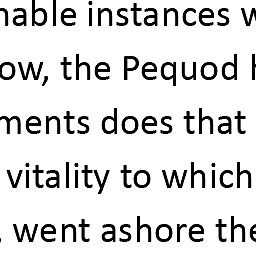 nable instances w
ow, the Pequod h
ments does that
vitality to which
, went ashore the